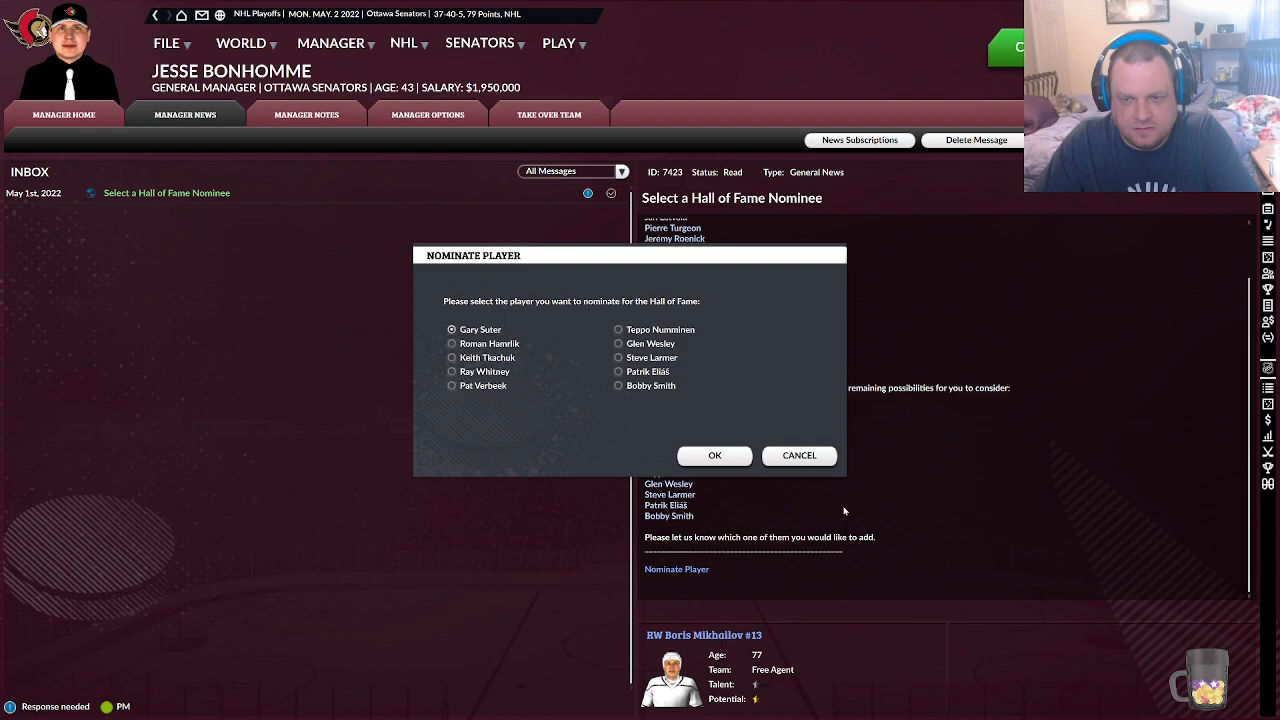 NHL Playoffs | MON. MAY. 2 2022 | Ottawa Senators | 37-40-5, 79 Points, NHL
FILE WORLD MANAGER NHL SENATORS PLAY
JESSE BONHOMME
GENERAL MANAGER | OTTAWA SENATORS | AGE: 43 | SALARY: $1,950,000
MANAGER HOME MANAGER NEWS MANAGER NOTES MANAGER OPTIONS TAKE OVER TEAM
News Subscriptions Delete Message
INBOX All Messages
May 1st, 2022 Select a Hall of Fame Nominee
ID: 7423 Status: Read Type: General News
Select a Hall of Fame Nominee
Pierre Turgeon
Jeremy Roenick
NOMINATE PLAYER
Please select the player you want to nominate for the Hall of Fame:
Gary Suter Teppo Numminen
Roman Hamrlik Glen Wesley
Keith Tkachuk Steve Larmer
Ray Whitney Patrik Eliáš
Pat Verbeek Bobby Smith
OK CANCEL
remaining possibilities for you to consider:
Glen Wesley
Steve Larmer
Patrik Eliáš
Bobby Smith
Please let us know which one of them you would like to add.
Nominate Player
RW Boris Mikhailov #13
Age: 77
Team: Free Agent
Talent:
Potential:
Response needed PM